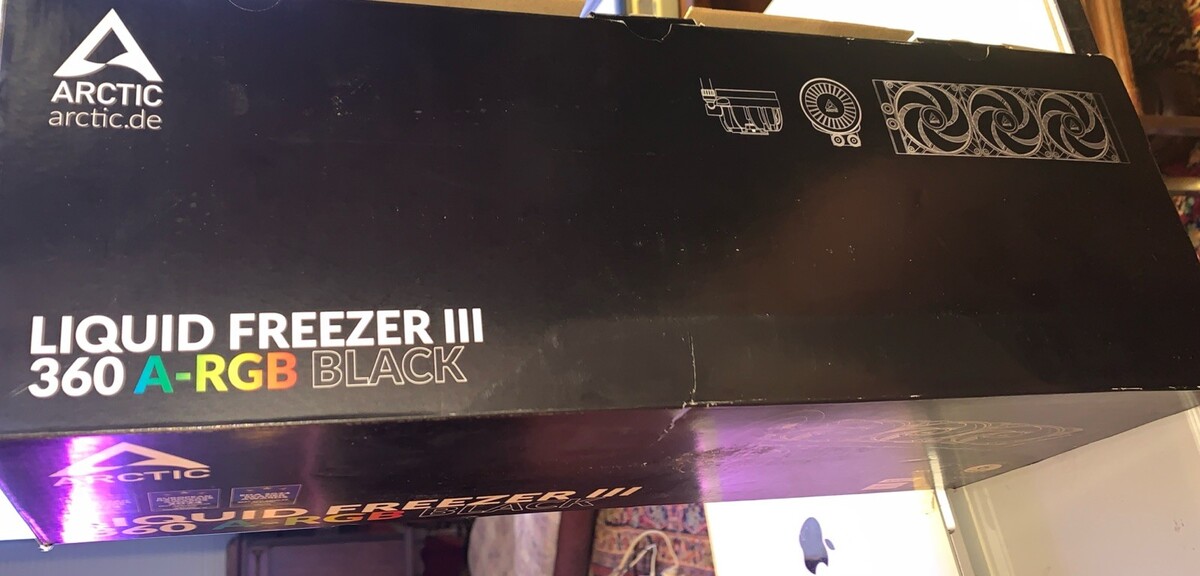 ARCTIC
arctic.de
LIQUID FREEZER III
360 A-RGB BLACK
ARCTIC
LIQUID FREEZER III
360 A-RGB BLACK